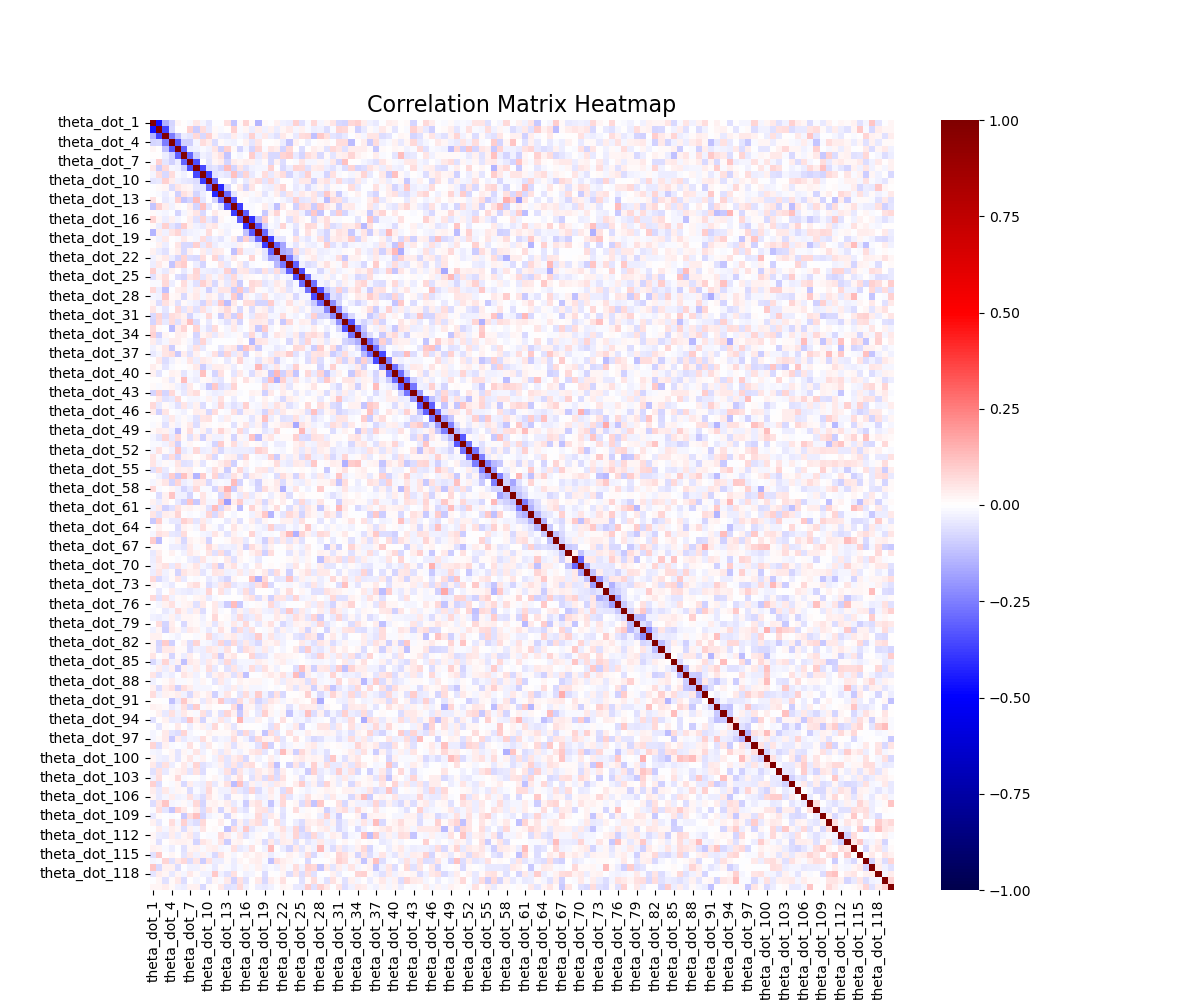 Correlation Matrix Heatmap
theta_dot_1
theta_dot_4
theta_dot_7
theta_dot_10
theta_dot_13
theta_dot_16
theta_dot_19
theta_dot_22
theta_dot_25
theta_dot_28
theta_dot_31
theta_dot_34
theta_dot_37
theta_dot_40
theta_dot_43
theta_dot_46
theta_dot_49
theta_dot_52
theta_dot_55
theta_dot_58
theta_dot_61
theta_dot_64
theta_dot_67
theta_dot_70
theta_dot_73
theta_dot_76
theta_dot_79
theta_dot_82
theta_dot_85
theta_dot_88
theta_dot_91
theta_dot_94
theta_dot_97
theta_dot_100
theta_dot_103
theta_dot_106
theta_dot_109
theta_dot_112
theta_dot_115
theta_dot_118
theta_dot_1
theta_dot_4
theta_dot_7
theta_dot_10
theta_dot_13
theta_dot_16
theta_dot_19
theta_dot_22
theta_dot_25
theta_dot_28
theta_dot_31
theta_dot_34
theta_dot_37
theta_dot_40
theta_dot_43
theta_dot_46
theta_dot_49
theta_dot_52
theta_dot_55
theta_dot_58
theta_dot_61
theta_dot_64
theta_dot_67
theta_dot_70
theta_dot_73
theta_dot_76
theta_dot_79
theta_dot_82
theta_dot_85
theta_dot_88
theta_dot_91
theta_dot_94
theta_dot_97
theta_dot_100
theta_dot_103
theta_dot_106
theta_dot_109
theta_dot_112
theta_dot_115
theta_dot_118
1.00
0.75
0.50
0.25
0.00
−0.25
−0.50
−0.75
−1.00